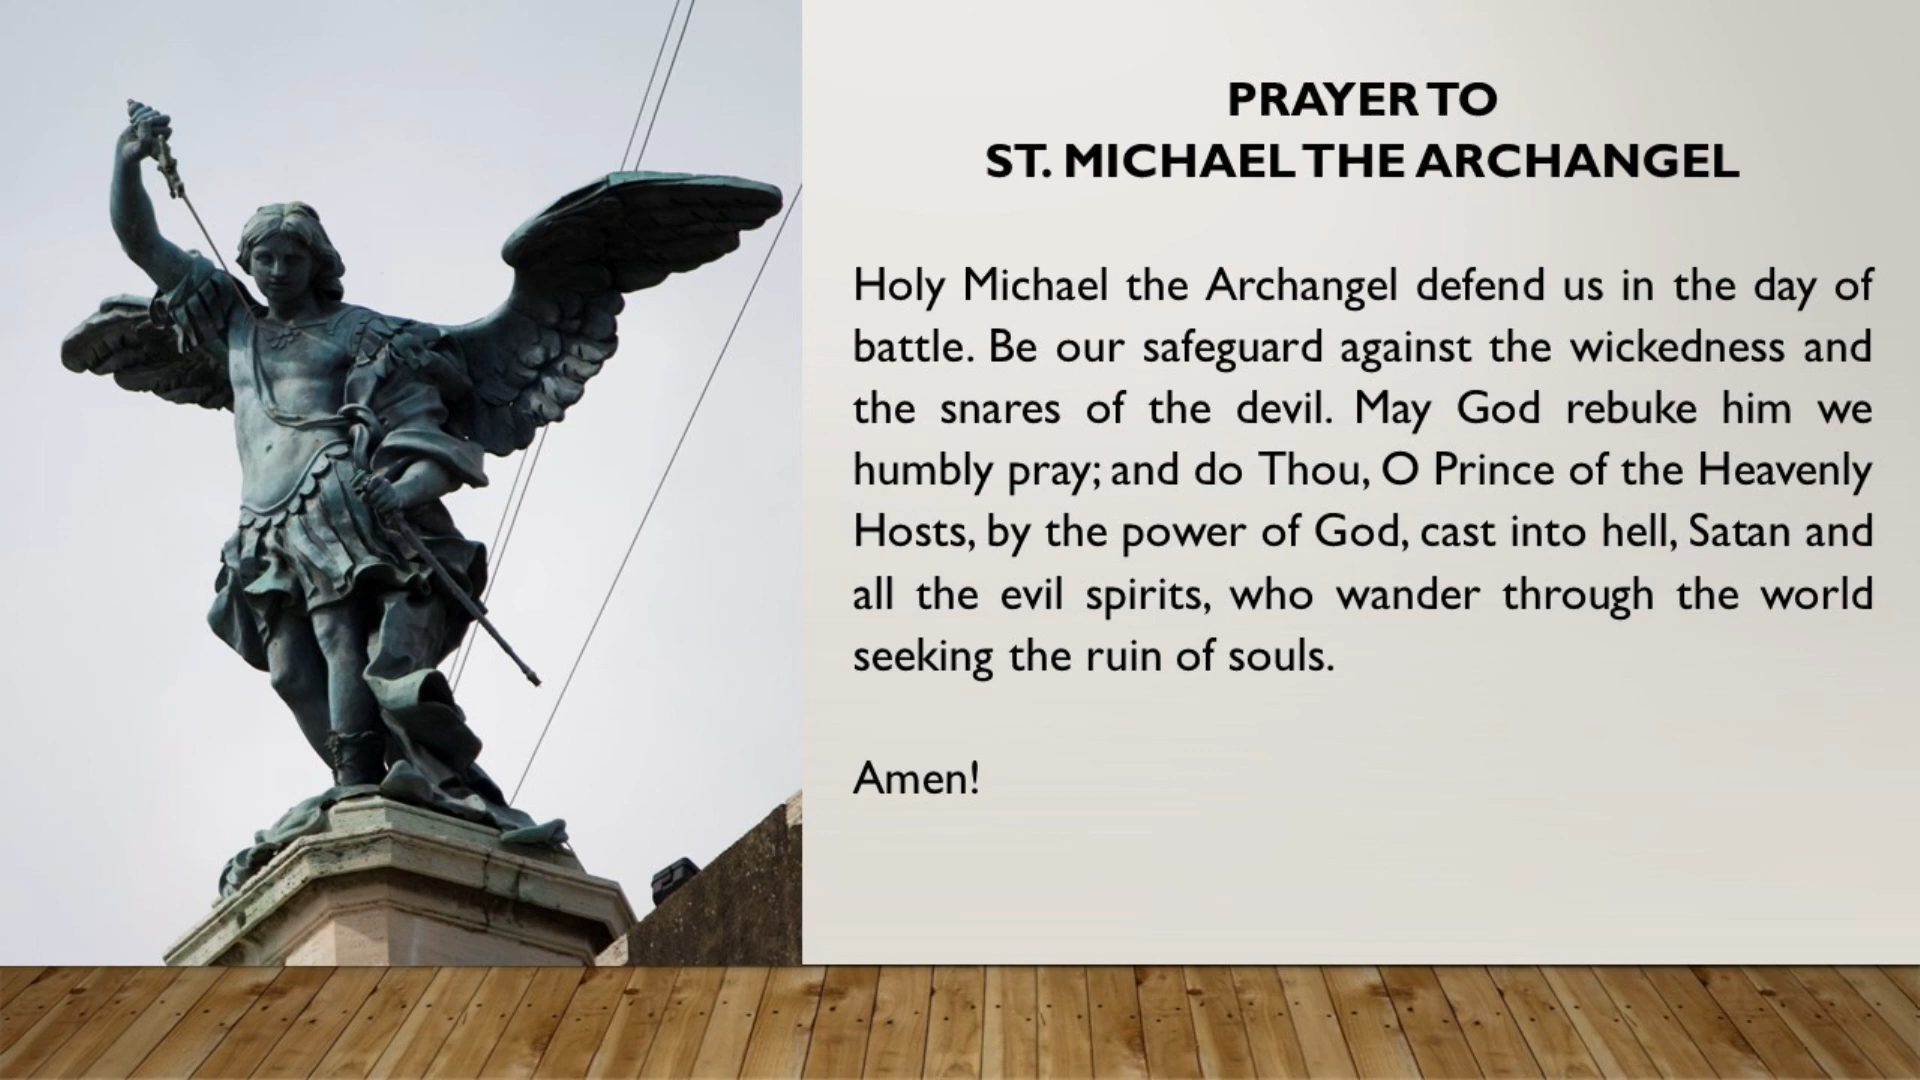 PRAYER TO
ST. MICHAEL THE ARCHANGEL
Holy Michael the Archangel defend us in the day of
battle. Be our safeguard against the wickedness and
the snares of the devil. May God rebuke him we
humbly pray; and do Thou, O Prince of the Heavenly
Hosts, by the power of God, cast into hell, Satan and
all the evil spirits, who wander through the world
seeking the ruin of souls.
Amen!